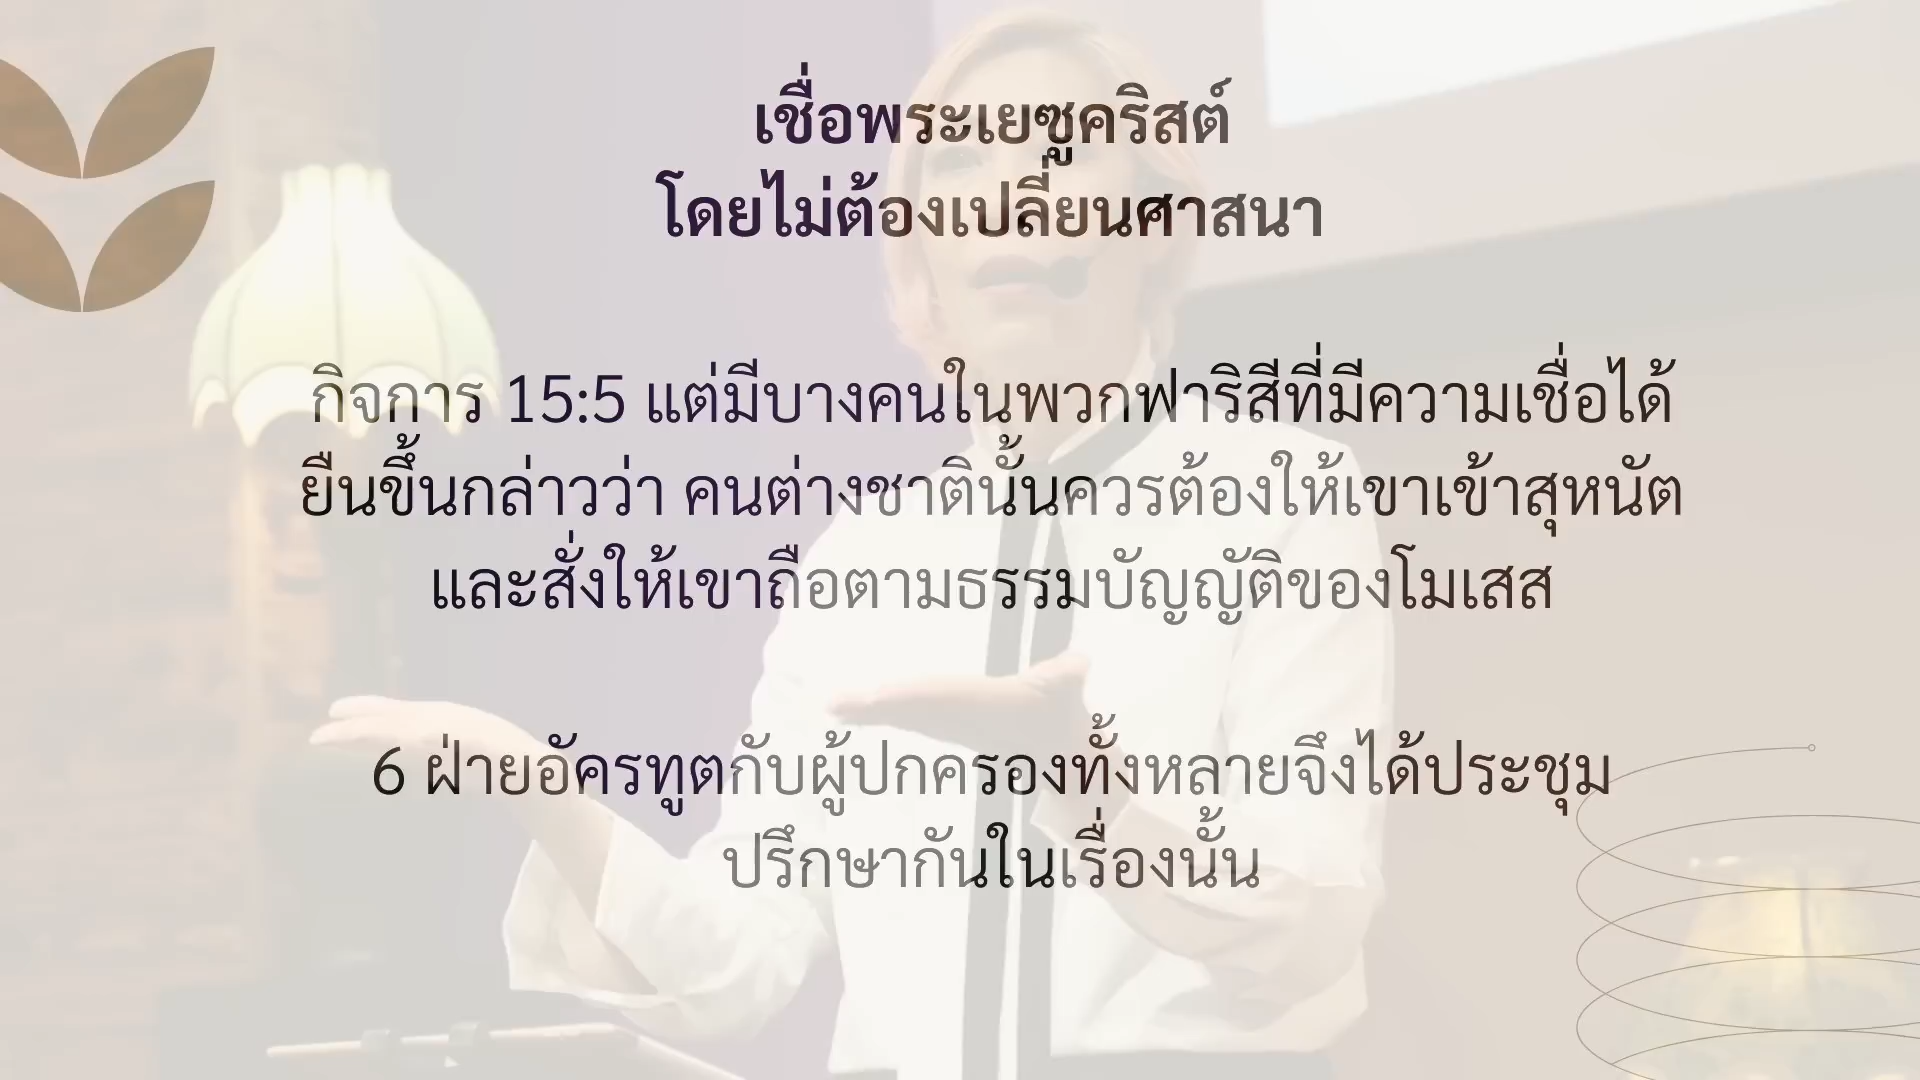 เชื่อพระเยซูคริสต์
โดยไม่ต้องเปลี่ยนศาสนา
กิจการ 15:5 แต่มีบางคนในพวกฟาริสีที่มีความเชื่อได้
ยืนขึ้นกล่าวว่า คนต่างชาตินั้นควรต้องให้เขาเข้าสุหนัต
และสั่งให้เขาถือตามธรรมบัญญัติของโมเสส
6 ฝ่ายอัครทูตกับผู้ปกครองทั้งหลายจึงได้ประชุม
ปรึกษากันในเรื่องนั้น